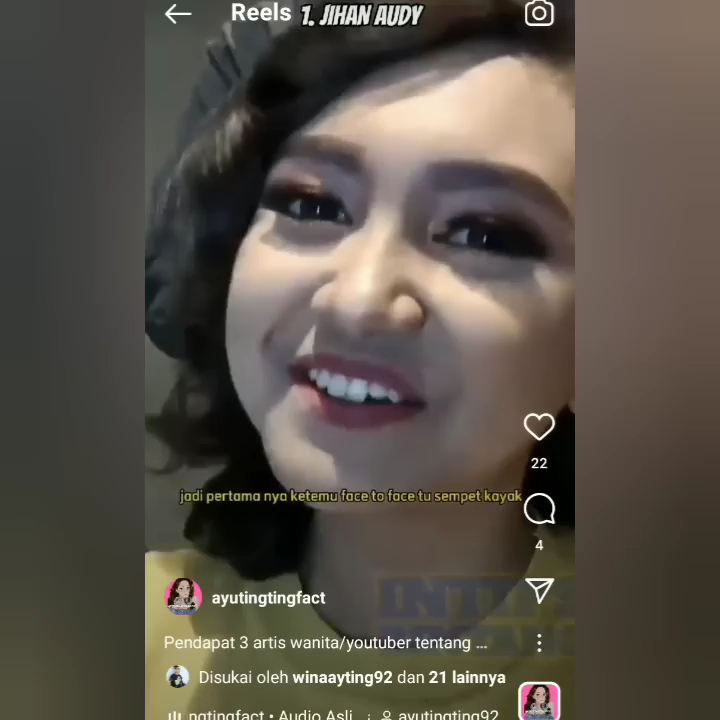 Reels
1. JIHAN AUDY
22
jadi pertama nya ketemu face to face tu sempet kayak
4
ayutingtingfact
Pendapat 3 artis wanita/youtuber tentang ...
Disukai oleh winaayting92 dan 21 lainnya
ngtingfact • Audio Asli
ayutingting92